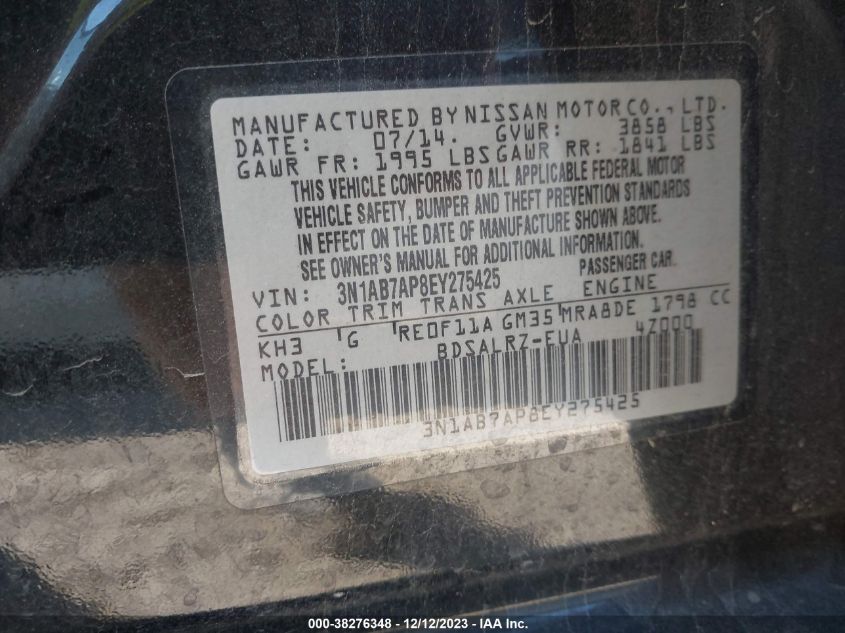 MANUFACTURED BY NISSAN MOTOR CO., LTD.
DATE: 07/14. GVWR: 3858 LBS
GAWR FR: 1995 LBS GAWR RR: 1841 LBS
THIS VEHICLE CONFORMS TO ALL APPLICABLE FEDERAL MOTOR
VEHICLE SAFETY, BUMPER AND THEFT PREVENTION STANDARDS
IN EFFECT ON THE DATE OF MANUFACTURE SHOWN ABOVE.
SEE OWNER'S MANUAL FOR ADDITIONAL INFORMATION.
VIN: 3N1AB7AP8EY275425 PASSENGER CAR.
COLOR TRIM TRANS AXLE ENGINE
KH3 G RE0F11A GM35 MRA8DE 1798 CC
MODEL: BDSALRZ-EUA 4Z000
3N1AB7AP8EY275425
000-38276348 - 12/12/2023 - IAA Inc.